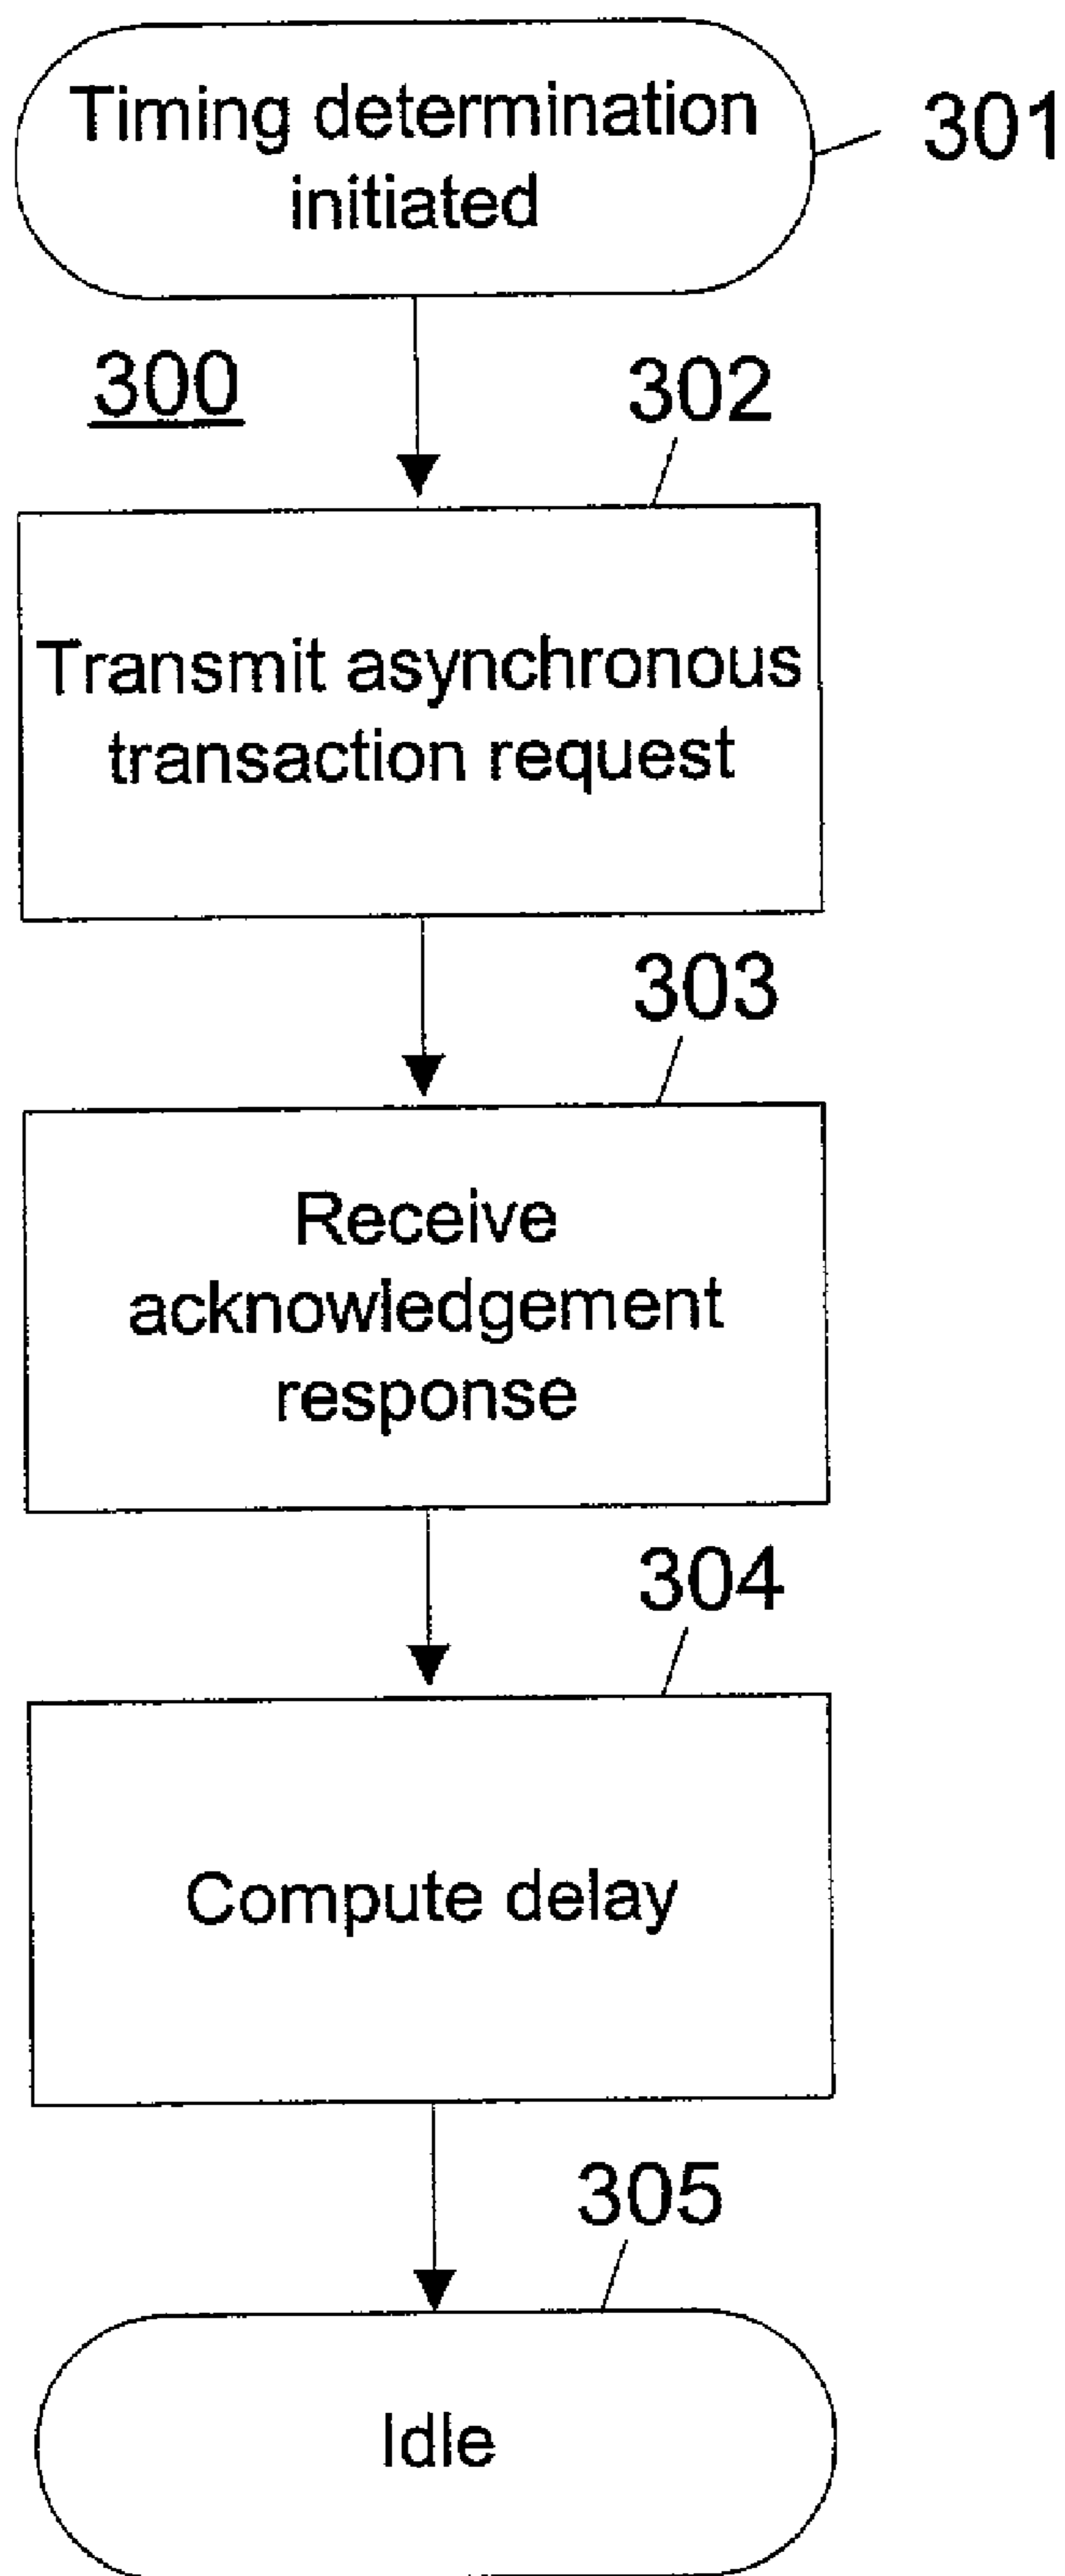 Timing determination
initiated
301
300
302
Transmit asynchronous
transaction request
303
Receive
acknowledgement
response
304
Compute delay
305
Idle